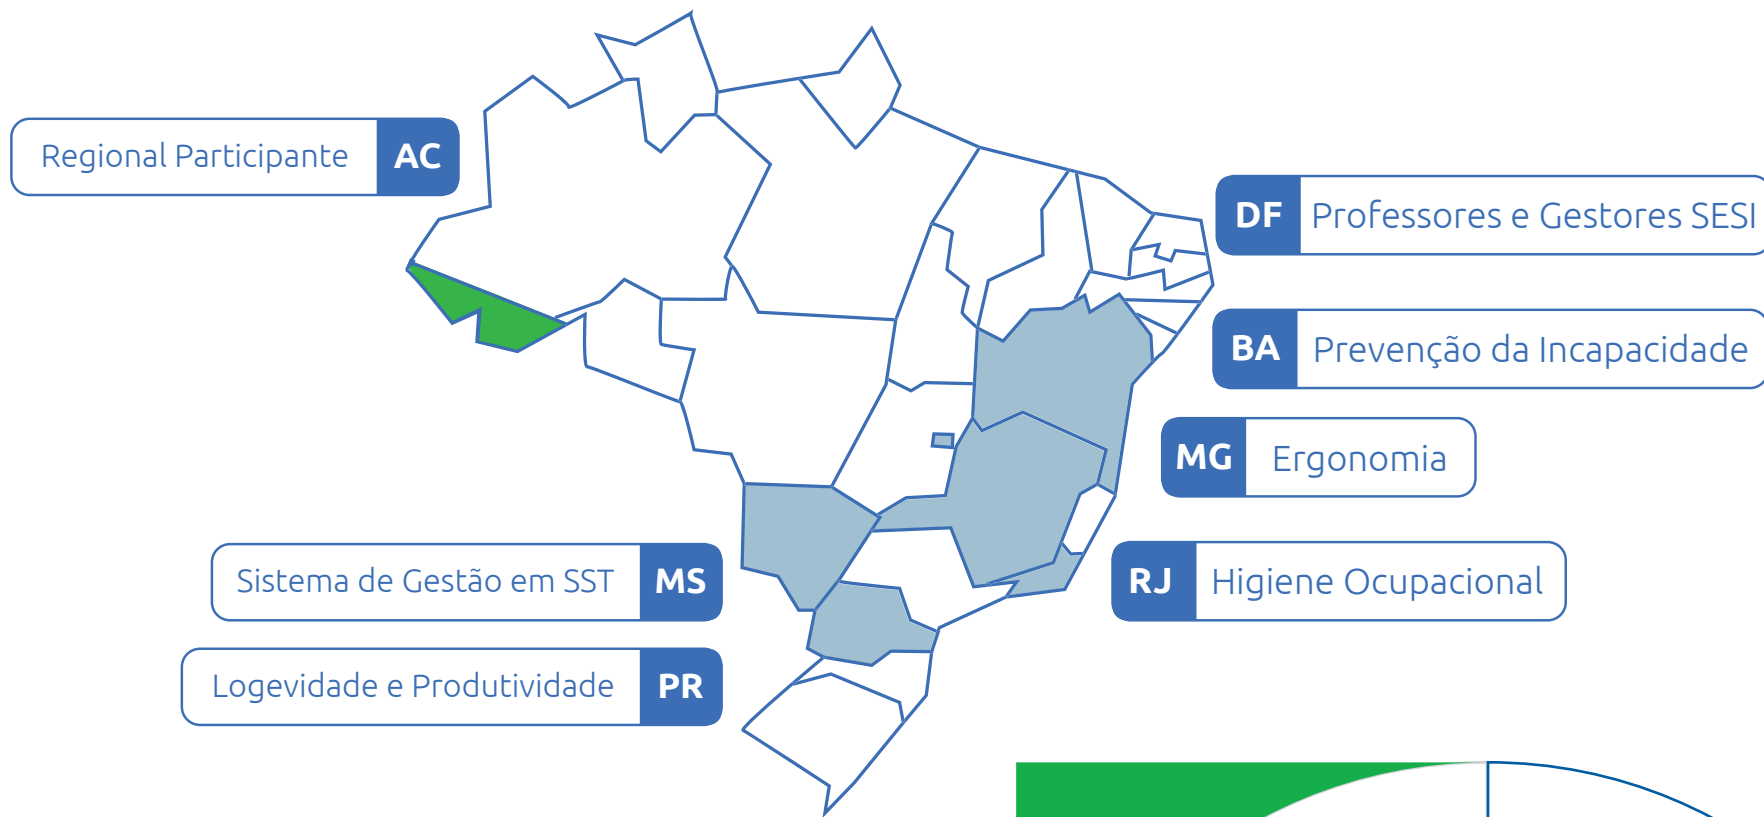 Regional Participante AC
DF Professores e Gestores SESI
BA Prevenção da Incapacidade
MG Ergonomia
RJ Higiene Ocupacional
Sistema de Gestão em SST MS
Logevidade e Produtividade PR